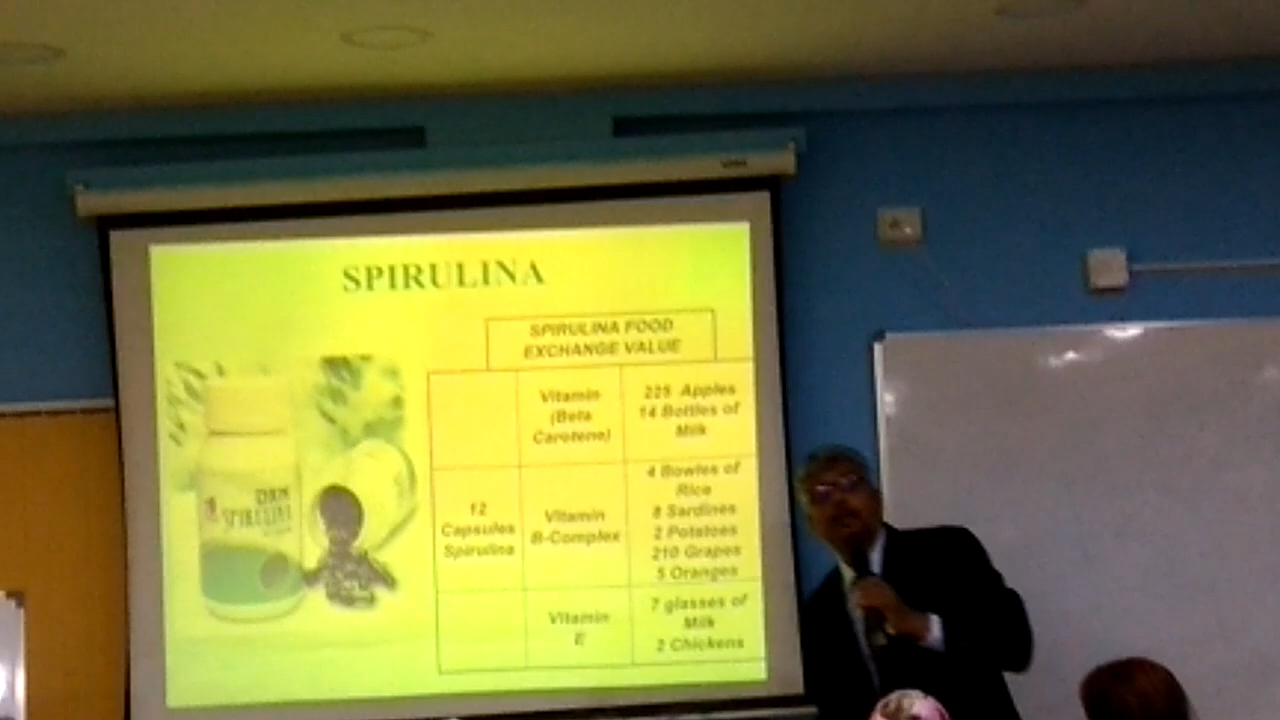 SPIRULINA
SPIRULINA FOOD
EXCHANGE VALUE
Vitamin
(Beta
Carotene)
225 Apples
14 Bottles of
Milk
12
Capsules
Spirulina
Vitamin
B-Complex
4 Bowles of
Rice
8 Sardines
2 Potatoes
210 Grapes
5 Oranges
Vitamin
E
7 glasses of
Milk
2 Chickens
DXN
SPIRULINA